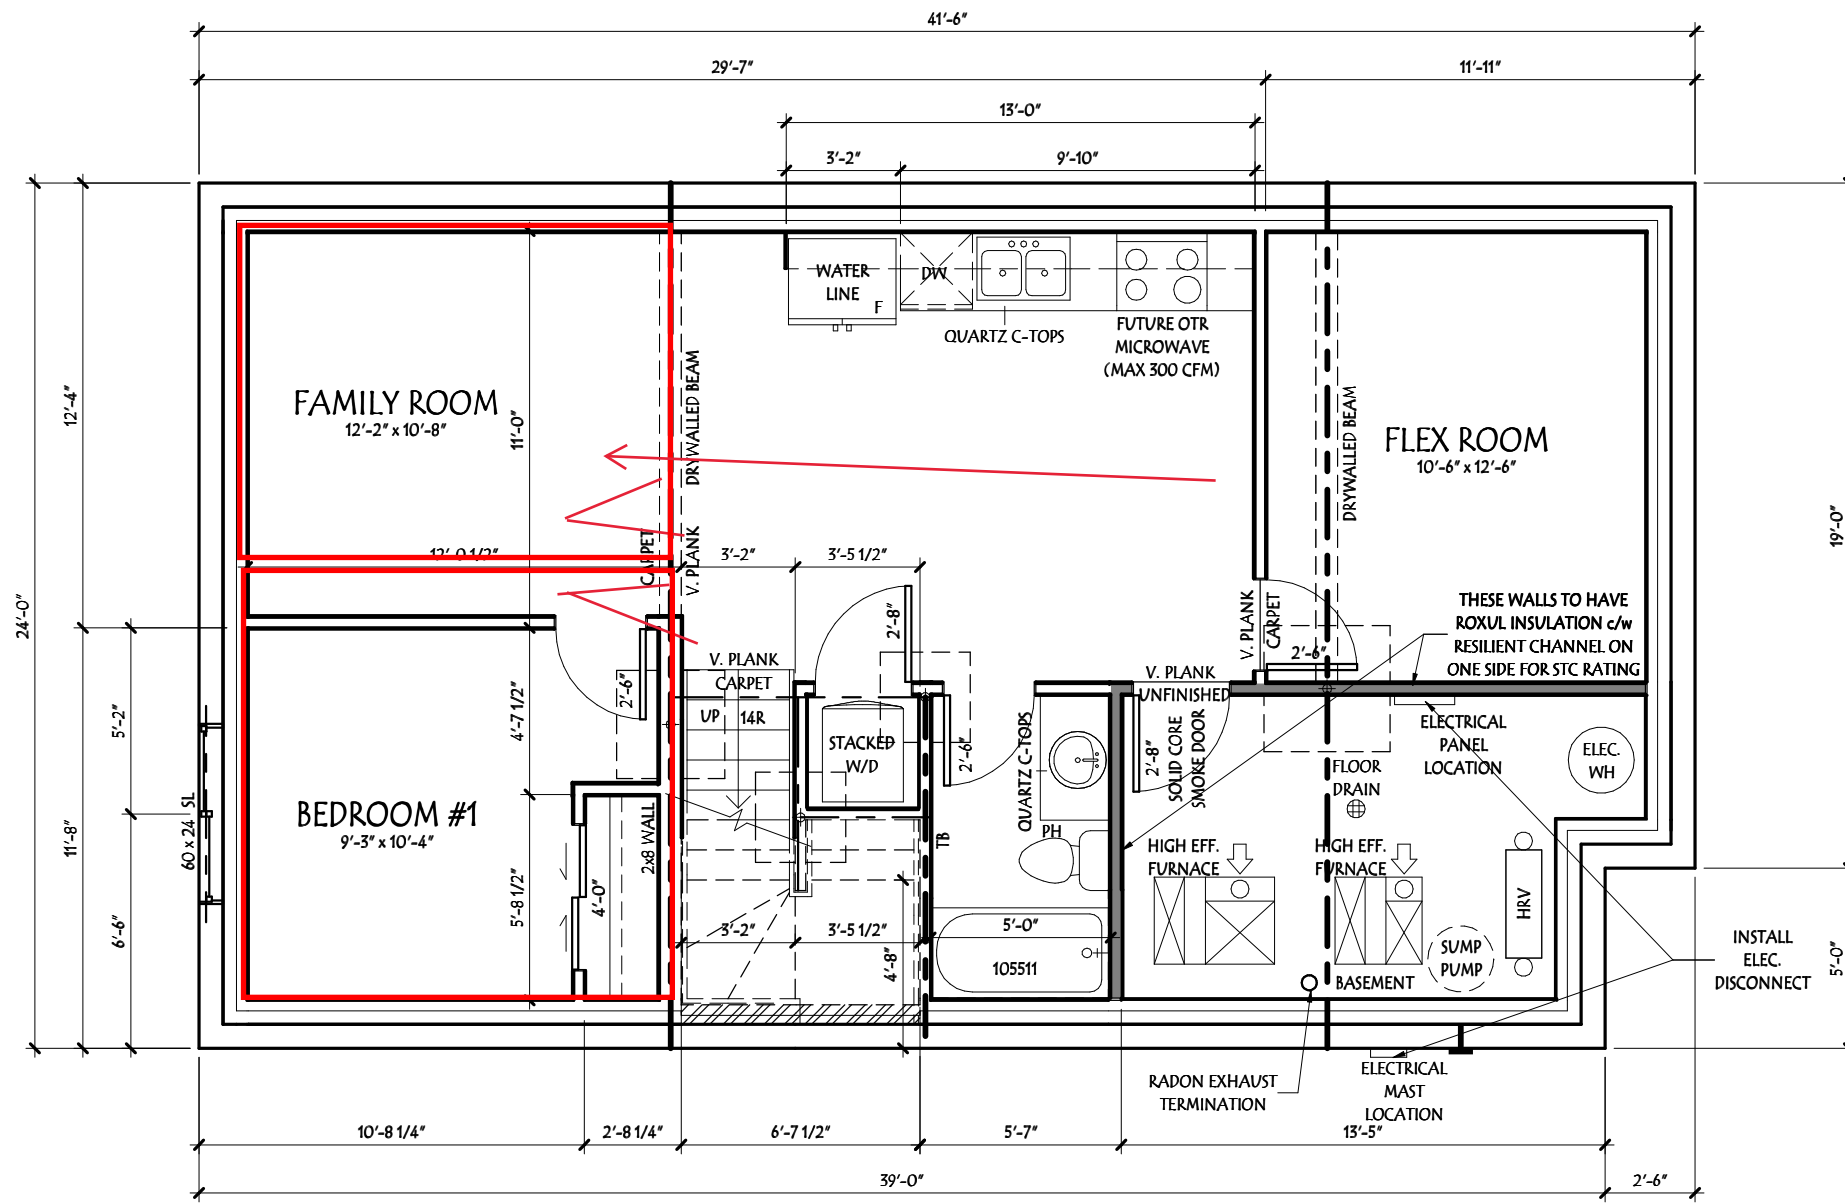 41'-6"
29'-7"
11'-11"
13'-0"
3'-2"
9'-10"
WATER
LINE
F
DW
QUARTZ C-TOPS
FUTURE OTR
MICROWAVE
(MAX 300 CFM)
FAMILY ROOM
12'-2" x 10'-8"
11'-0"
DRYWALLED BEAM
FLEX ROOM
10'-6" x 12'-6"
DRYWALLED BEAM
12'-4"
24'-0"
19'-0"
12'-0 1/2"
CARPET
V. PLANK
3'-2"
3'-5 1/2"
2'-8"
V. PLANK
CARPET
2'-6"
THESE WALLS TO HAVE
ROXUL INSULATION c/w
RESILIENT CHANNEL ON
ONE SIDE FOR STC RATING
V. PLANK
CARPET
V. PLANK
UNFINISHED
2'-6"
UP
14R
4'-7 1/2"
5'-2"
STACKED
W/D
2'-6"
QUARTZ C-TOPS
2'-8"
SOLID CORE
SMOKE DOOR
ELECTRICAL
PANEL
LOCATION
ELEC.
WH
FLOOR
DRAIN
BEDROOM #1
9'-3" x 10'-4"
60 x 24 SL
11'-8"
2x8 WALL
TB
PH
HIGH EFF.
FURNACE
HIGH EFF.
FURNACE
HRV
5'-8 1/2"
4'-0"
6'-6"
3'-2"
3'-5 1/2"
4'-8"
5'-0"
105511
SUMP
PUMP
BASEMENT
INSTALL
ELEC.
DISCONNECT
5'-0"
RADON EXHAUST
TERMINATION
ELECTRICAL
MAST
LOCATION
10'-8 1/4"
2'-8 1/4"
6'-7 1/2"
5'-7"
13'-5"
39'-0"
2'-6"